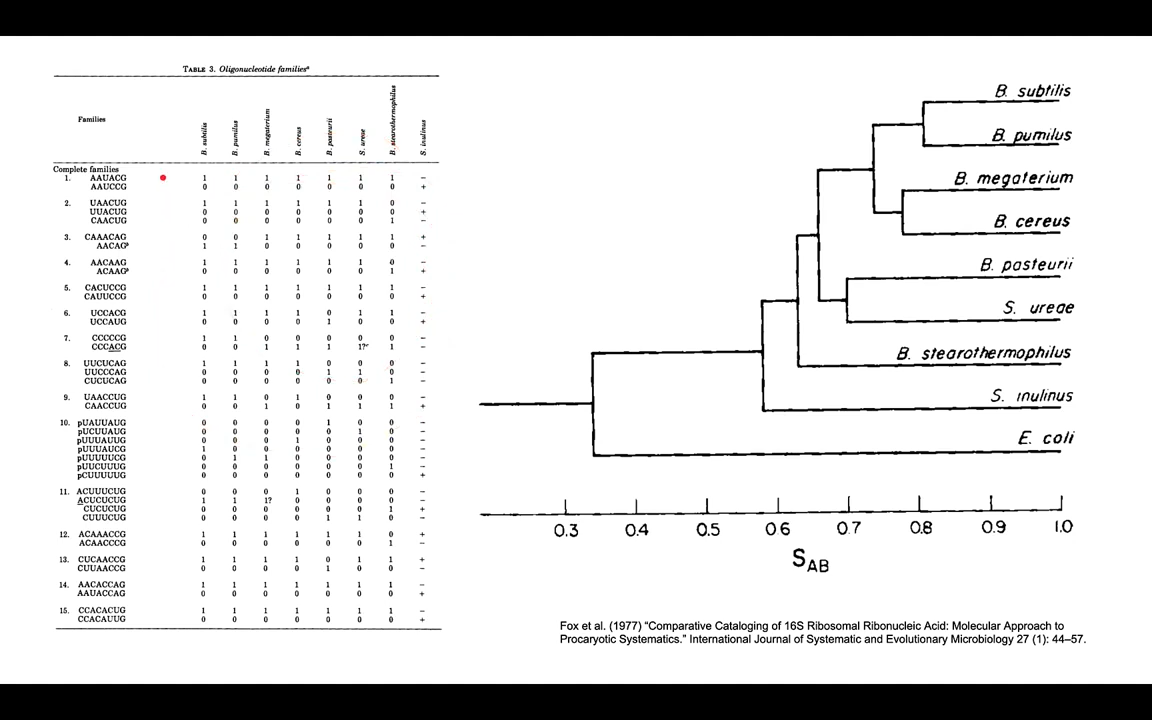 TABLE 3. Oligonucleotide familiesᵃ
Families
B. subtilis
B. pumilus
B. megaterium
B. cereus
B. pasteurii
S. ureae
B. stearothermophilus
S. inulinus
Complete families
1. AAUACG 1 1 1 1 1 1 1 −
AAUCCG 0 0 0 0 0 0 0 +
2. UAACUG 1 1 1 1 1 1 0 −
UUACUG 0 0 0 0 0 0 0 +
CAACUG 0 0 0 0 0 0 1 −
3. CAAACAG 0 0 1 1 1 1 1 +
AACAGᵇ 1 1 0 0 0 0 0 −
4. AACAAG 1 1 1 1 1 1 0 −
ACAAGᵇ 0 0 0 0 0 0 1 +
5. CACUCCG 1 1 1 1 1 1 1 −
CAUUCCG 0 0 0 0 0 0 0 +
6. UCCACG 1 1 1 1 0 1 1 −
UCCAUG 0 0 0 0 1 0 0 +
7. CCCCCG 1 1 0 0 0 0 0 −
CCCACG 0 0 1 1 1 1?ᶜ 1 −
8. UUCUCAG 1 1 1 1 0 0 0 −
UUCCCAG 0 0 0 0 1 1 0 −
CUCUCAG 0 0 0 0 0 0 1 −
9. UAACCUG 1 1 0 1 0 0 0 −
CAACCUG 0 0 1 0 1 1 1 +
10. pUAUUAUG 0 0 0 0 1 0 0 −
pUCUUAUG 0 0 0 0 0 1 0 −
pUUUAUUG 0 0 0 1 0 0 0 −
pUUUAUCG 1 0 0 0 0 0 0 −
pUUUUUCG 0 1 1 0 0 0 0 −
pUUCUUUG 0 0 0 0 0 0 1 −
pCUUUUUG 0 0 0 0 0 0 0 +
11. ACUUUCUG 0 0 0 1 0 0 0 −
ACUCUCUG 1 1 1? 0 0 0 0 −
CUCUCUG 0 0 0 0 0 0 1 +
CUUUCUG 0 0 0 0 1 1 0 −
12. ACAAACCG 1 1 1 1 1 1 0 +
ACAACCCG 0 0 0 0 0 0 1 −
13. CUCAACCG 1 1 1 1 0 1 1 +
CUUAACCG 0 0 0 0 1 0 0 −
14. AACACCAG 1 1 1 1 1 1 1 −
AAUACCAG 0 0 0 0 0 0 0 +
15. CCACACUG 1 1 1 1 1 1 1 −
CCACAUUG 0 0 0 0 0 0 0 +
B. subtilis
B. pumilus
B. megaterium
B. cereus
B. pasteurii
S. ureae
B. stearothermophilus
S. inulinus
E. coli
0.3 0.4 0.5 0.6 0.7 0.8 0.9 1.0
SAB
Fox et al. (1977) "Comparative Cataloging of 16S Ribosomal Ribonucleic Acid: Molecular Approach to
Procaryotic Systematics." International Journal of Systematic and Evolutionary Microbiology 27 (1): 44–57.